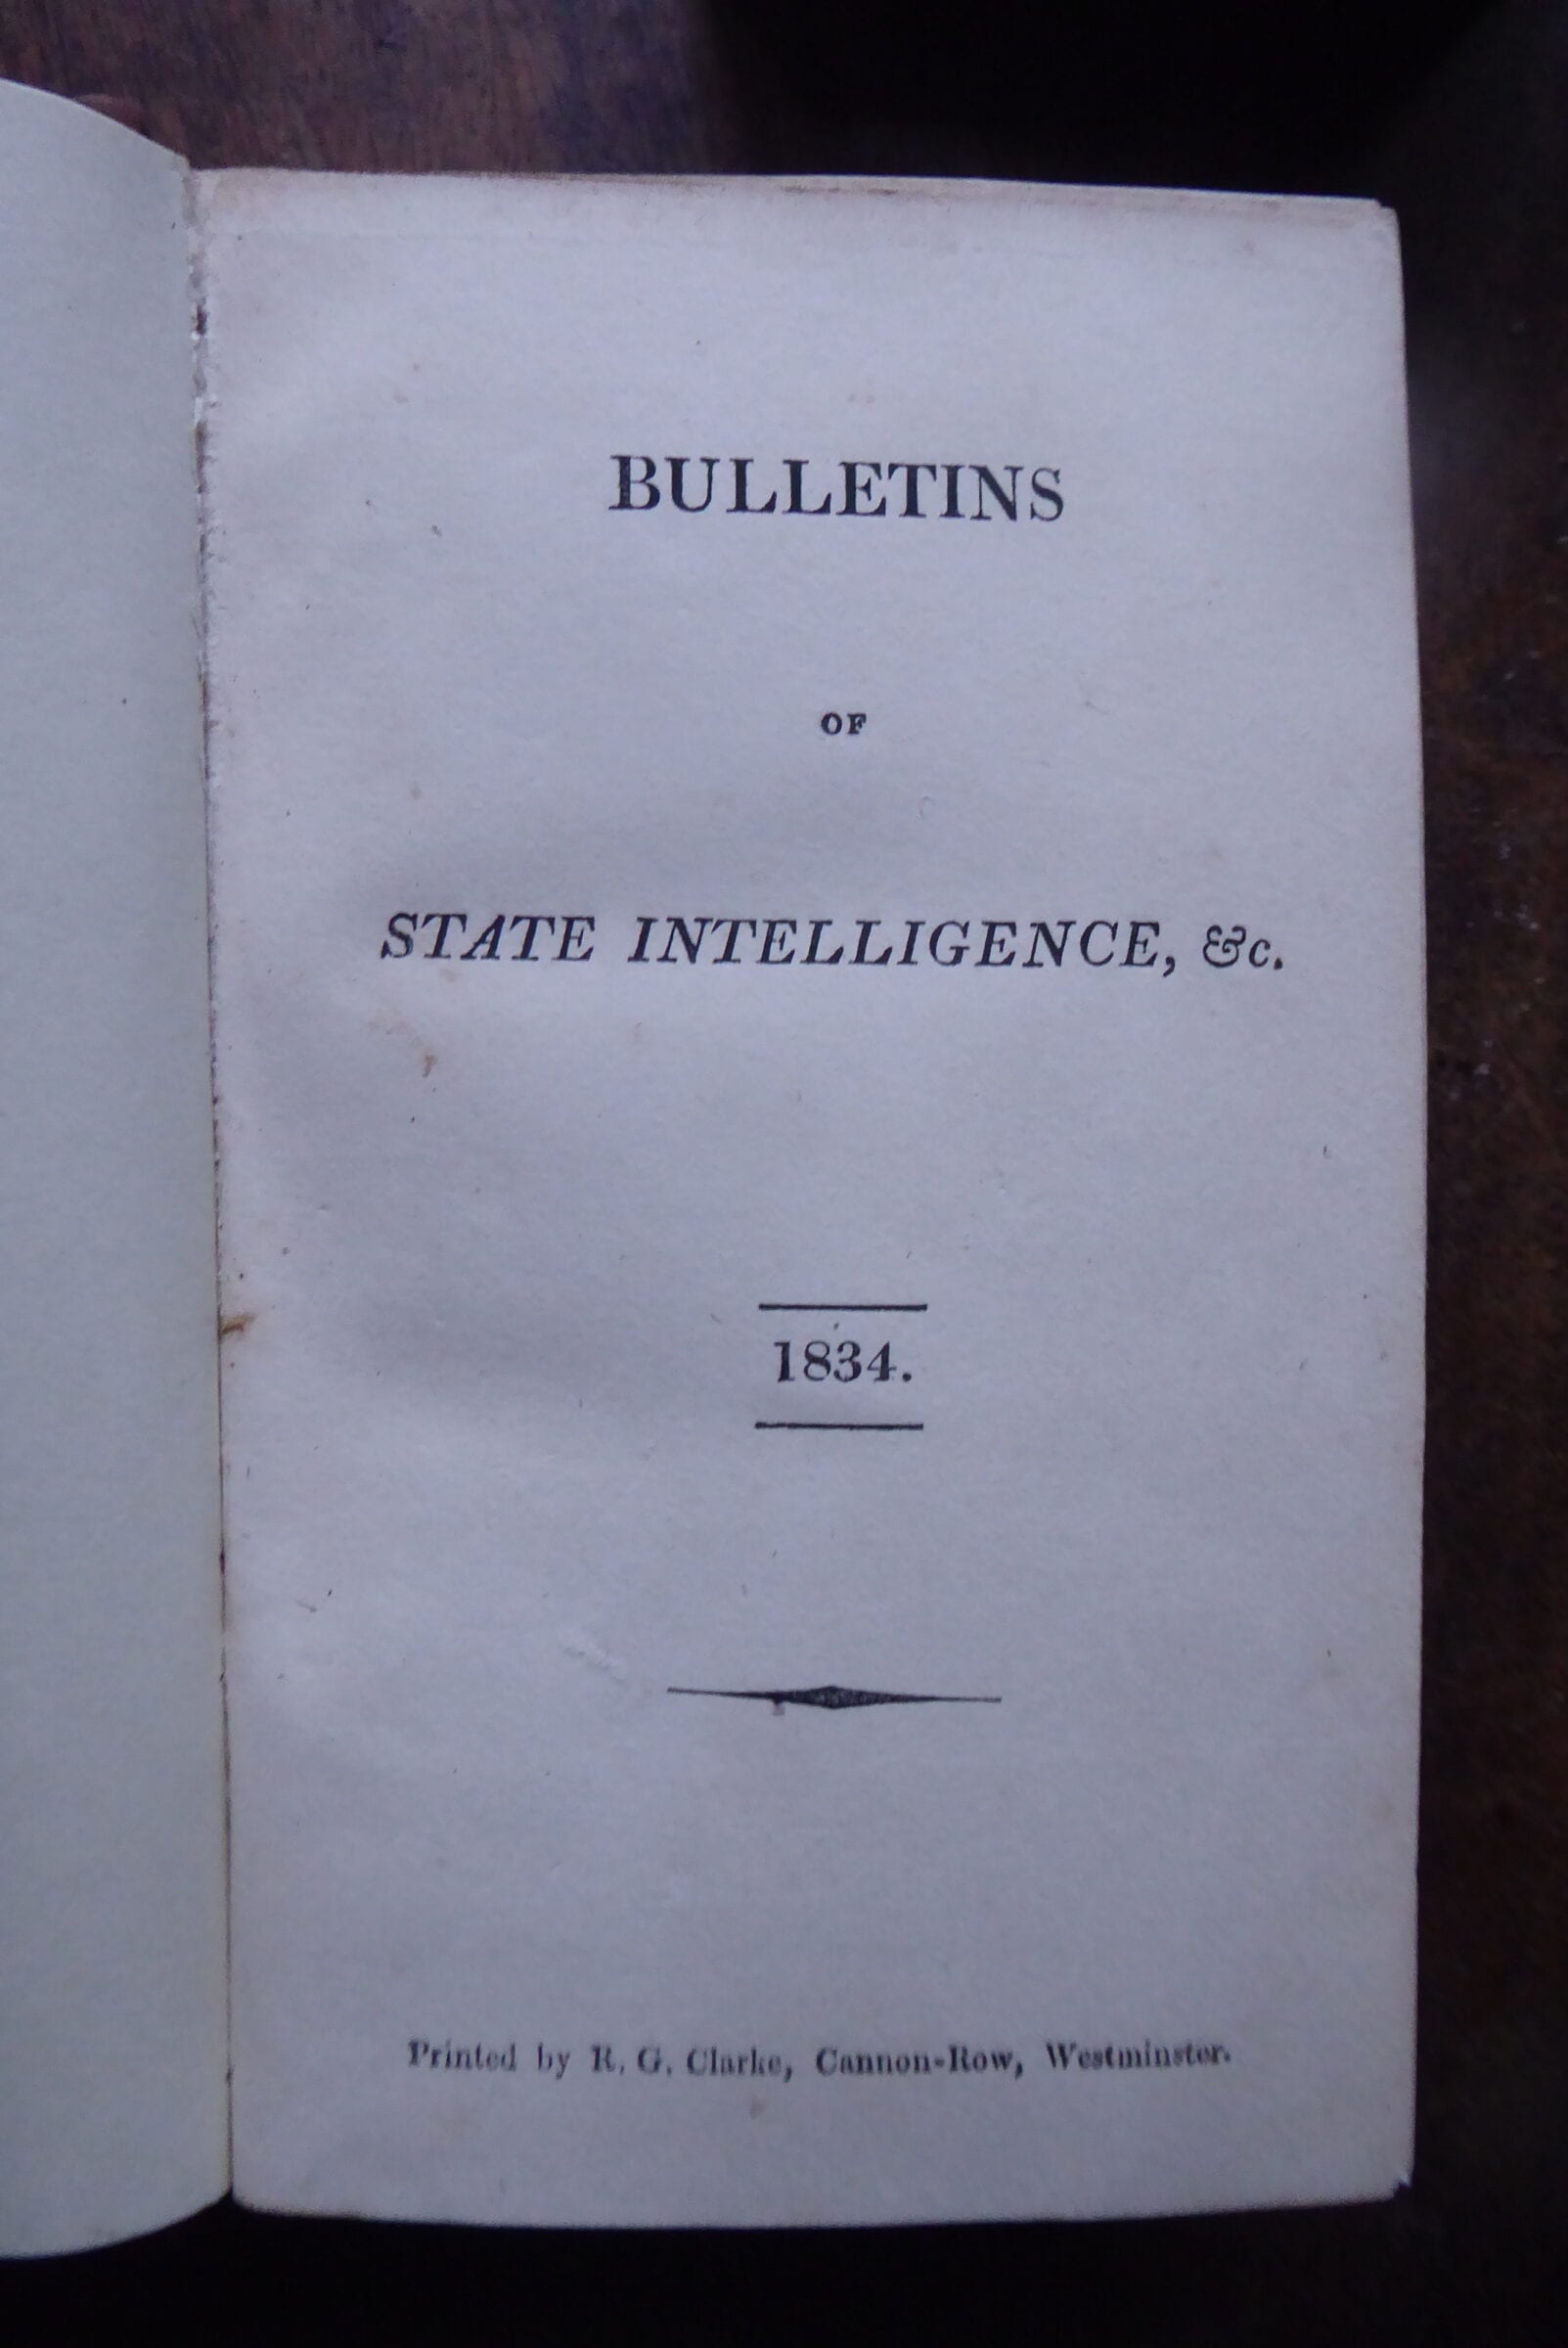 BULLETINS
OF
STATE INTELLIGENCE, &c.
1834.
Printed by R. G. Clarke, Cannon-Row, Westminster.